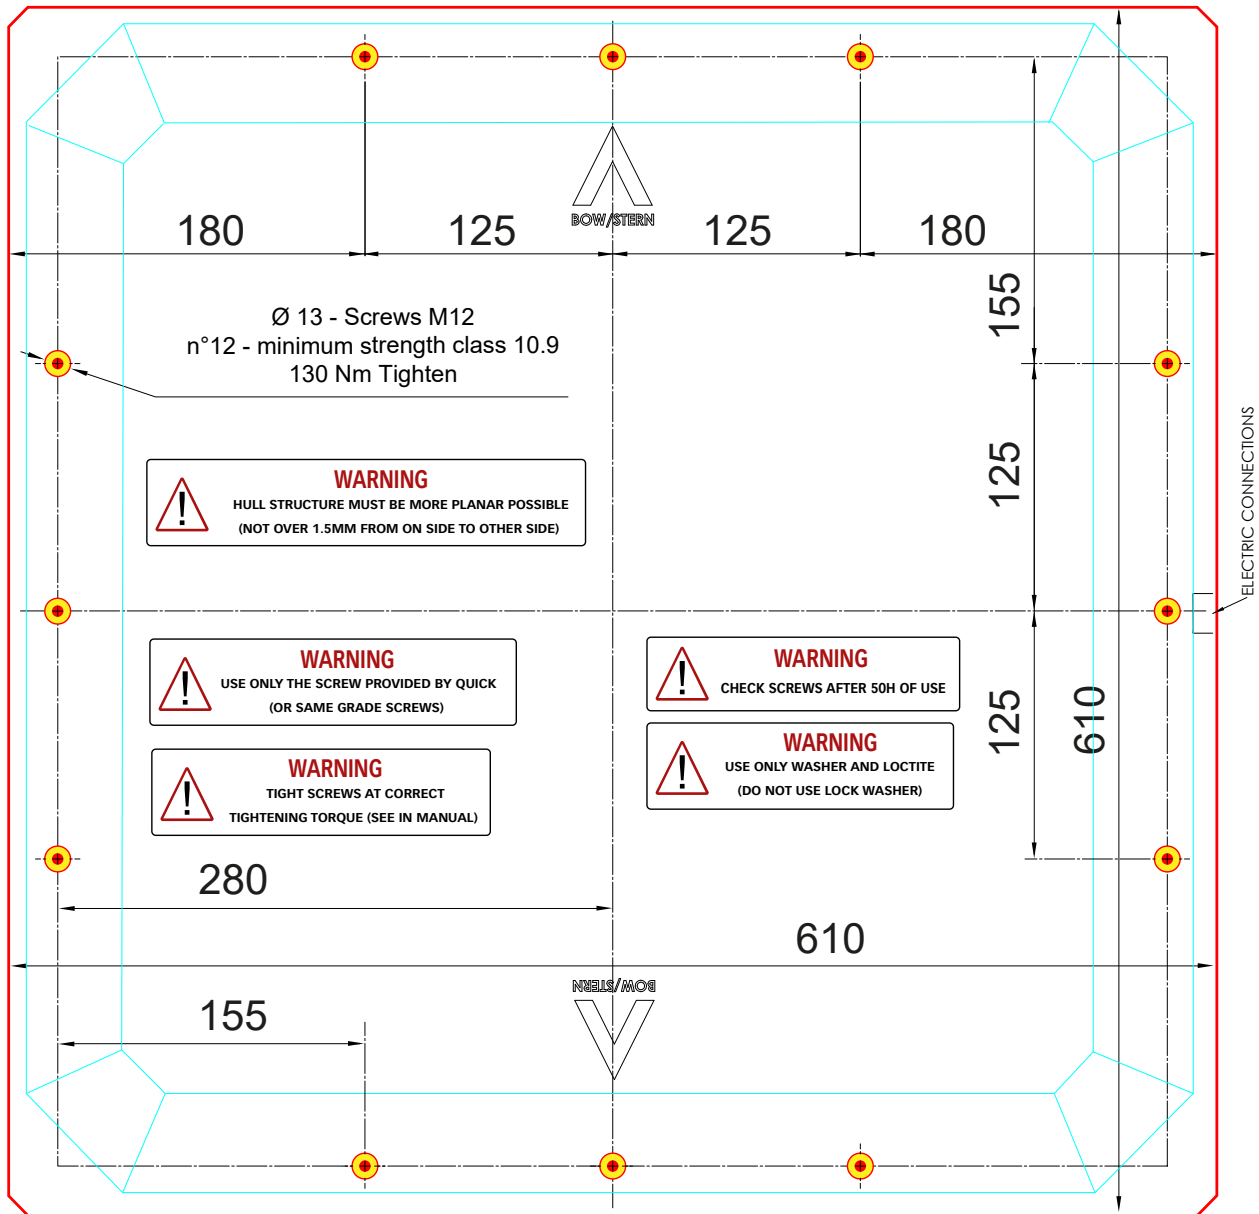 BOW/STERN
180
125
125
180
155
Ø 13 - Screws M12
n°12 - minimum strength class 10.9
130 Nm Tighten
125
ELECTRIC CONNECTIONS
WARNING
HULL STRUCTURE MUST BE MORE PLANAR POSSIBLE
(NOT OVER 1.5MM FROM ON SIDE TO OTHER SIDE)
!
WARNING
USE ONLY THE SCREW PROVIDED BY QUICK
(OR SAME GRADE SCREWS)
!
WARNING
CHECK SCREWS AFTER 50H OF USE
!
125
610
WARNING
TIGHT SCREWS AT CORRECT
TIGHTENING TORQUE (SEE IN MANUAL)
!
WARNING
USE ONLY WASHER AND LOCTITE
(DO NOT USE LOCK WASHER)
!
280
610
BOW/STERN
155